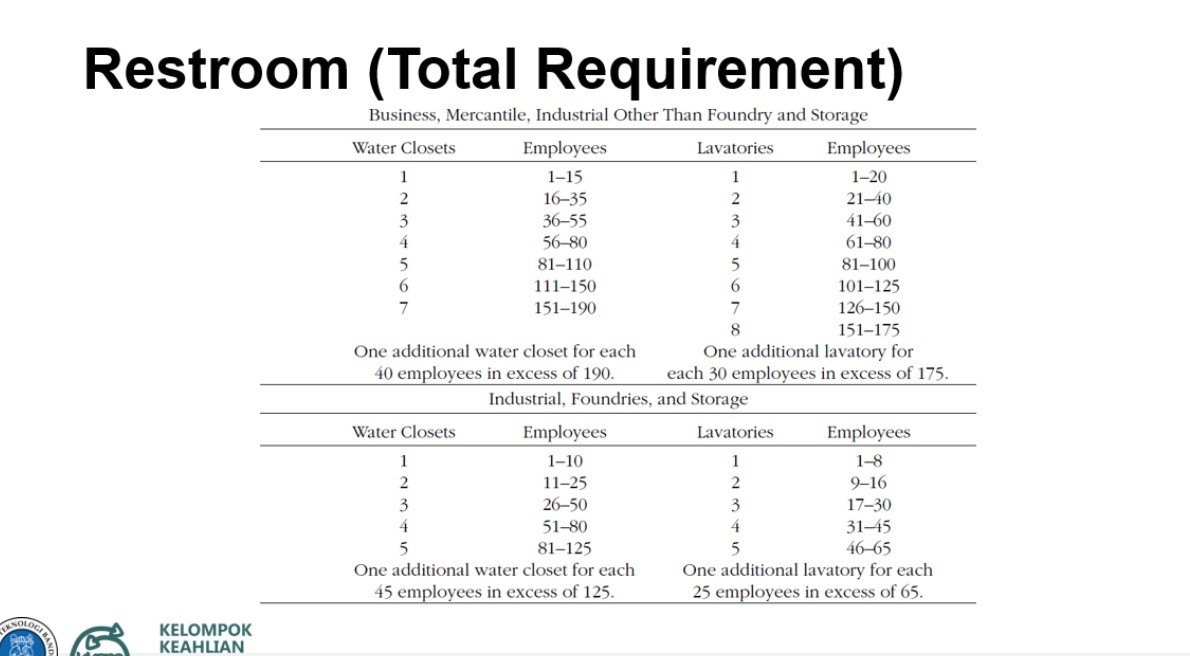 Restroom (Total Requirement)
Business, Mercantile, Industrial Other Than Foundry and Storage
Water Closets Employees Lavatories Employees
1 1–15 1 1–20
2 16–35 2 21–40
3 36–55 3 41–60
4 56–80 4 61–80
5 81–110 5 81–100
6 111–150 6 101–125
7 151–190 7 126–150
8 151–175
One additional water closet for each One additional lavatory for
40 employees in excess of 190. each 30 employees in excess of 175.
Industrial, Foundries, and Storage
Water Closets Employees Lavatories Employees
1 1–10 1 1–8
2 11–25 2 9–16
3 26–50 3 17–30
4 51–80 4 31–45
5 81–125 5 46–65
One additional water closet for each One additional lavatory for each
45 employees in excess of 125. 25 employees in excess of 65.
KELOMPOK
KEAHLIAN